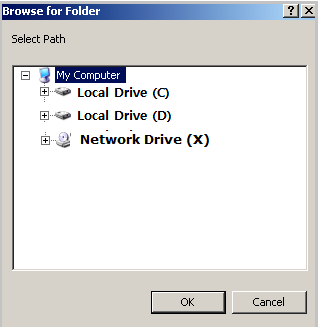 Browse for Folder
Select Path
My Computer
Local Drive (C)
Local Drive (D)
Network Drive (X)
OK Cancel